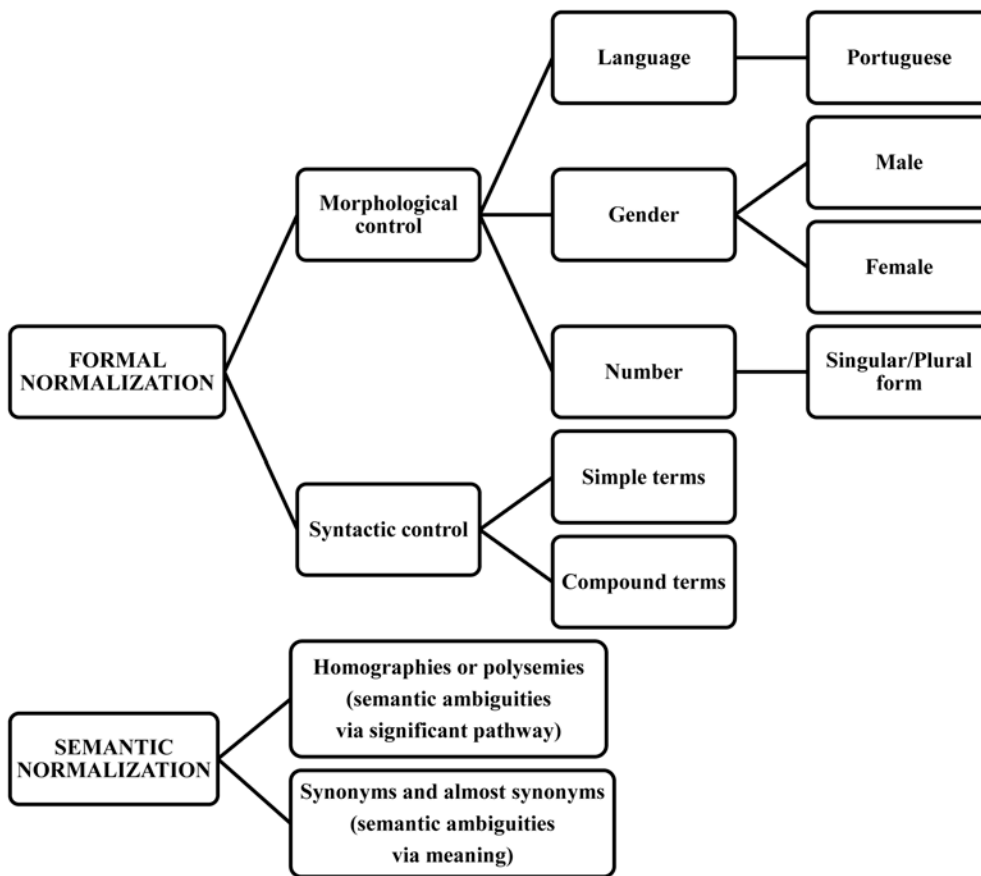 Language
Portuguese
Male
Morphological
control
Gender
Female
FORMAL
NORMALIZATION
Number
Singular/Plural
form
Simple terms
Syntactic control
Compound terms
Homographies or polysemies
(semantic ambiguities
via significant pathway)
SEMANTIC
NORMALIZATION
Synonyms and almost synonyms
(semantic ambiguities
via meaning)